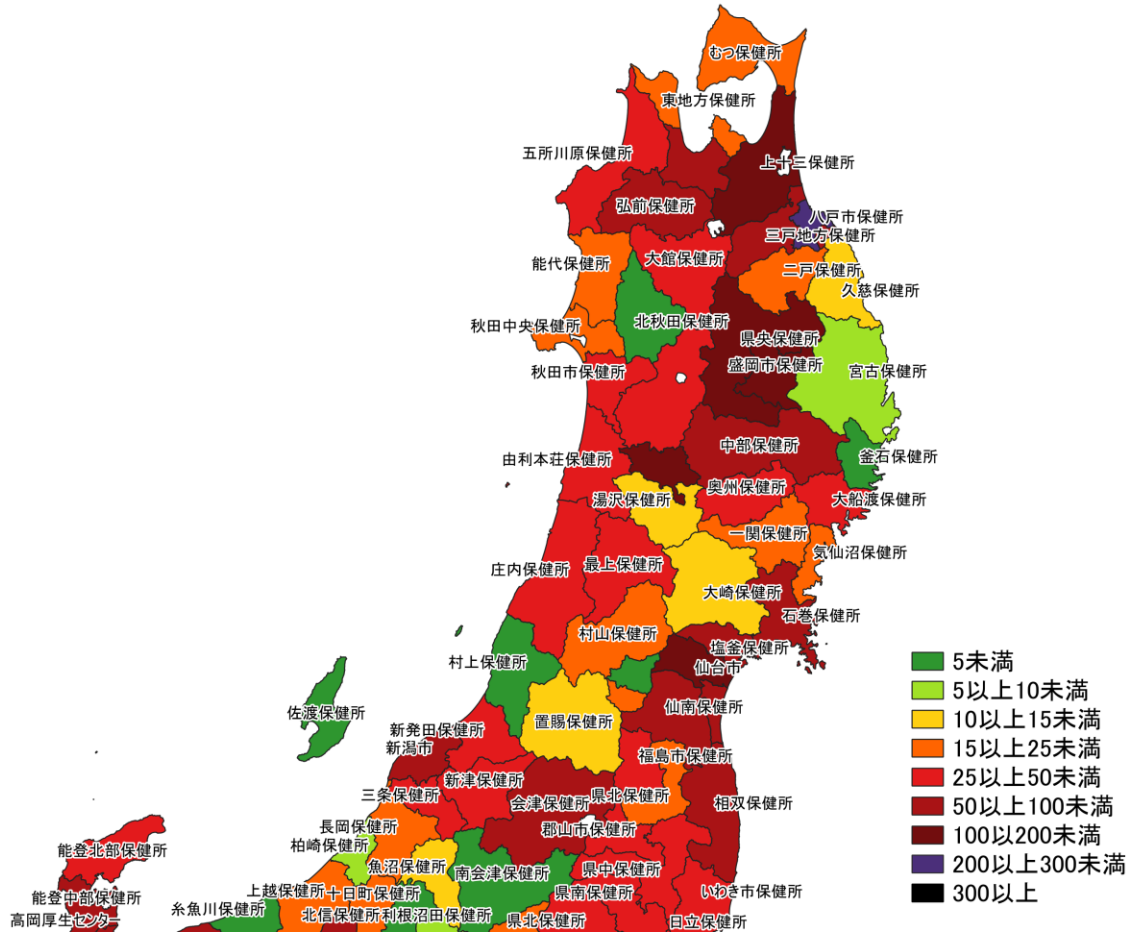 むつ保健所
東地方保健所
五所川原保健所
上十三保健所
弘前保健所
八戸市保健所
三戸地方保健所
大館保健所
能代保健所
二戸保健所
久慈保健所
北秋田保健所
秋田中央保健所
県央保健所
盛岡市保健所
秋田市保健所
宮古保健所
中部保健所
釜石保健所
由利本荘保健所
奥州保健所
湯沢保健所
大船渡保健所
一関保健所
気仙沼保健所
最上保健所
庄内保健所
大崎保健所
石巻保健所
村山保健所
塩釜保健所
村上保健所
仙台市
5未満
5以上10未満
仙南保健所
佐渡保健所
置賜保健所
10以上15未満
新発田保健所
新潟市
15以上25未満
福島市保健所
新津保健所
25以上50未満
三条保健所
会津保健所
県北保健所
相双保健所
50以上100未満
長岡保健所
郡山市保健所
100以200未満
柏崎保健所
能登北部保健所
魚沼保健所
南会津保健所
県中保健所
200以上300未満
上越保健所
十日町保健所
県南保健所
いわき市保健所
300以上
能登中部保健所
糸魚川保健所
北信保健所
利根沼田保健所
県北保健所
日立保健所
高岡厚生センター